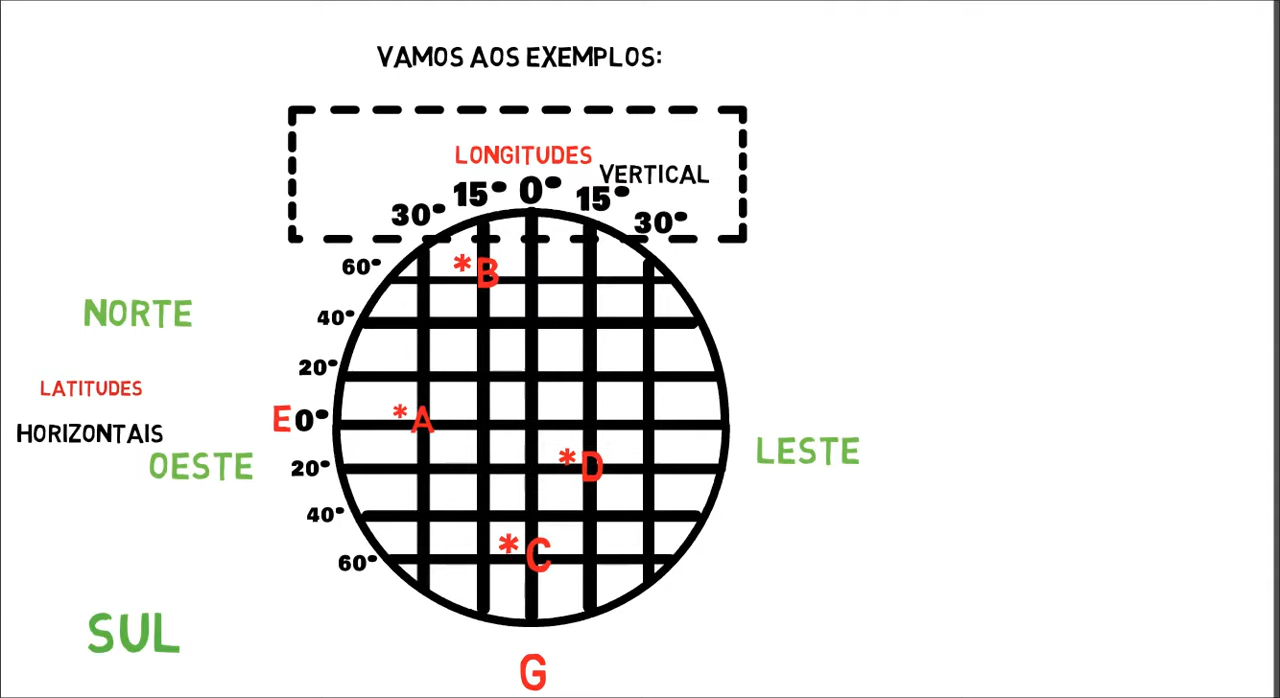 VAMOS AOS EXEMPLOS:
LONGITUDES
VERTICAL
30° 15° 0° 15° 30°
60°
*B
NORTE
40°
20°
LATITUDES
E0° *A
HORIZONTAIS
OESTE
LESTE
20° *D
40°
60° *C
SUL
G